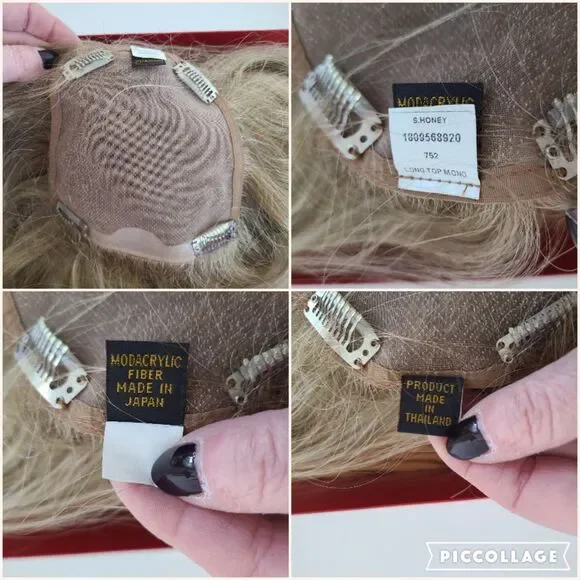 MODACRYLIC
S.HONEY
1809568920
752
LONG TOP MONO
MODACRYLIC
FIBER
MADE IN
JAPAN
PRODUCT
MADE
IN
THAILAND
PICCOLLAGE